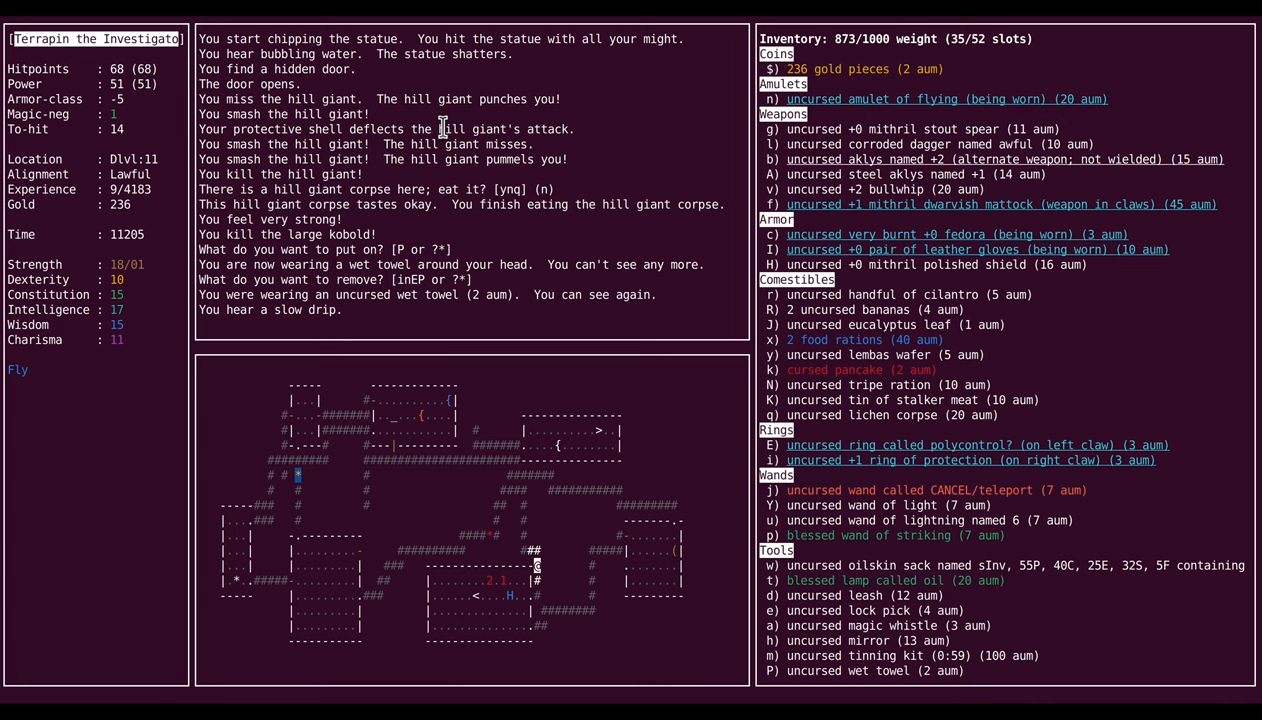 [Terrapin the Investigato]
Hitpoints : 68 (68)
Power : 51 (51)
Armor-class : -5
Magic-neg : 1
To-hit : 14
Location : Dlvl:11
Alignment : Lawful
Experience : 9/4183
Gold : 236
Time : 11205
Strength : 18/01
Dexterity : 10
Constitution : 15
Intelligence : 17
Wisdom : 15
Charisma : 11
Fly
You start chipping the statue.  You hit the statue with all your might.
You hear bubbling water.  The statue shatters.
You find a hidden door.
The door opens.
You miss the hill giant.  The hill giant punches you!
You smash the hill giant!
Your protective shell deflects the hill giant's attack.
You smash the hill giant!  The hill giant misses.
You smash the hill giant!  The hill giant pummels you!
You kill the hill giant!
There is a hill giant corpse here; eat it? [ynq] (n)
This hill giant corpse tastes okay.  You finish eating the hill giant corpse.
You feel very strong!
You kill the large kobold!
What do you want to put on? [P or ?*]
You are now wearing a wet towel around your head.  You can't see any more.
What do you want to remove? [inEP or ?*]
You were wearing an uncursed wet towel (2 aum).  You can see again.
You hear a slow drip.
Inventory: 873/1000 weight (35/52 slots)
Coins
$) 236 gold pieces (2 aum)
Amulets
n) uncursed amulet of flying (being worn) (20 aum)
Weapons
g) uncursed +0 mithril stout spear (11 aum)
l) uncursed corroded dagger named awful (10 aum)
b) uncursed aklys named +2 (alternate weapon; not wielded) (15 aum)
A) uncursed steel aklys named +1 (14 aum)
v) uncursed +2 bullwhip (20 aum)
f) uncursed +1 mithril dwarvish mattock (weapon in claws) (45 aum)
Armor
c) uncursed very burnt +0 fedora (being worn) (3 aum)
I) uncursed +0 pair of leather gloves (being worn) (10 aum)
H) uncursed +0 mithril polished shield (16 aum)
Comestibles
r) uncursed handful of cilantro (5 aum)
R) 2 uncursed bananas (4 aum)
J) uncursed eucalyptus leaf (1 aum)
x) 2 food rations (40 aum)
y) uncursed lembas wafer (5 aum)
k) cursed pancake (2 aum)
N) uncursed tripe ration (10 aum)
K) uncursed tin of stalker meat (10 aum)
q) uncursed lichen corpse (20 aum)
Rings
E) uncursed ring called polycontrol? (on left claw) (3 aum)
i) uncursed +1 ring of protection (on right claw) (3 aum)
Wands
j) uncursed wand called CANCEL/teleport (7 aum)
Y) uncursed wand of light (7 aum)
u) uncursed wand of lightning named 6 (7 aum)
p) blessed wand of striking (7 aum)
Tools
w) uncursed oilskin sack named sInv, 55P, 40C, 25E, 32S, 5F containing
t) blessed lamp called oil (20 aum)
d) uncursed leash (12 aum)
e) uncursed lock pick (4 aum)
a) uncursed magic whistle (3 aum)
h) uncursed mirror (13 aum)
m) uncursed tinning kit (0:59) (100 aum)
P) uncursed wet towel (2 aum)